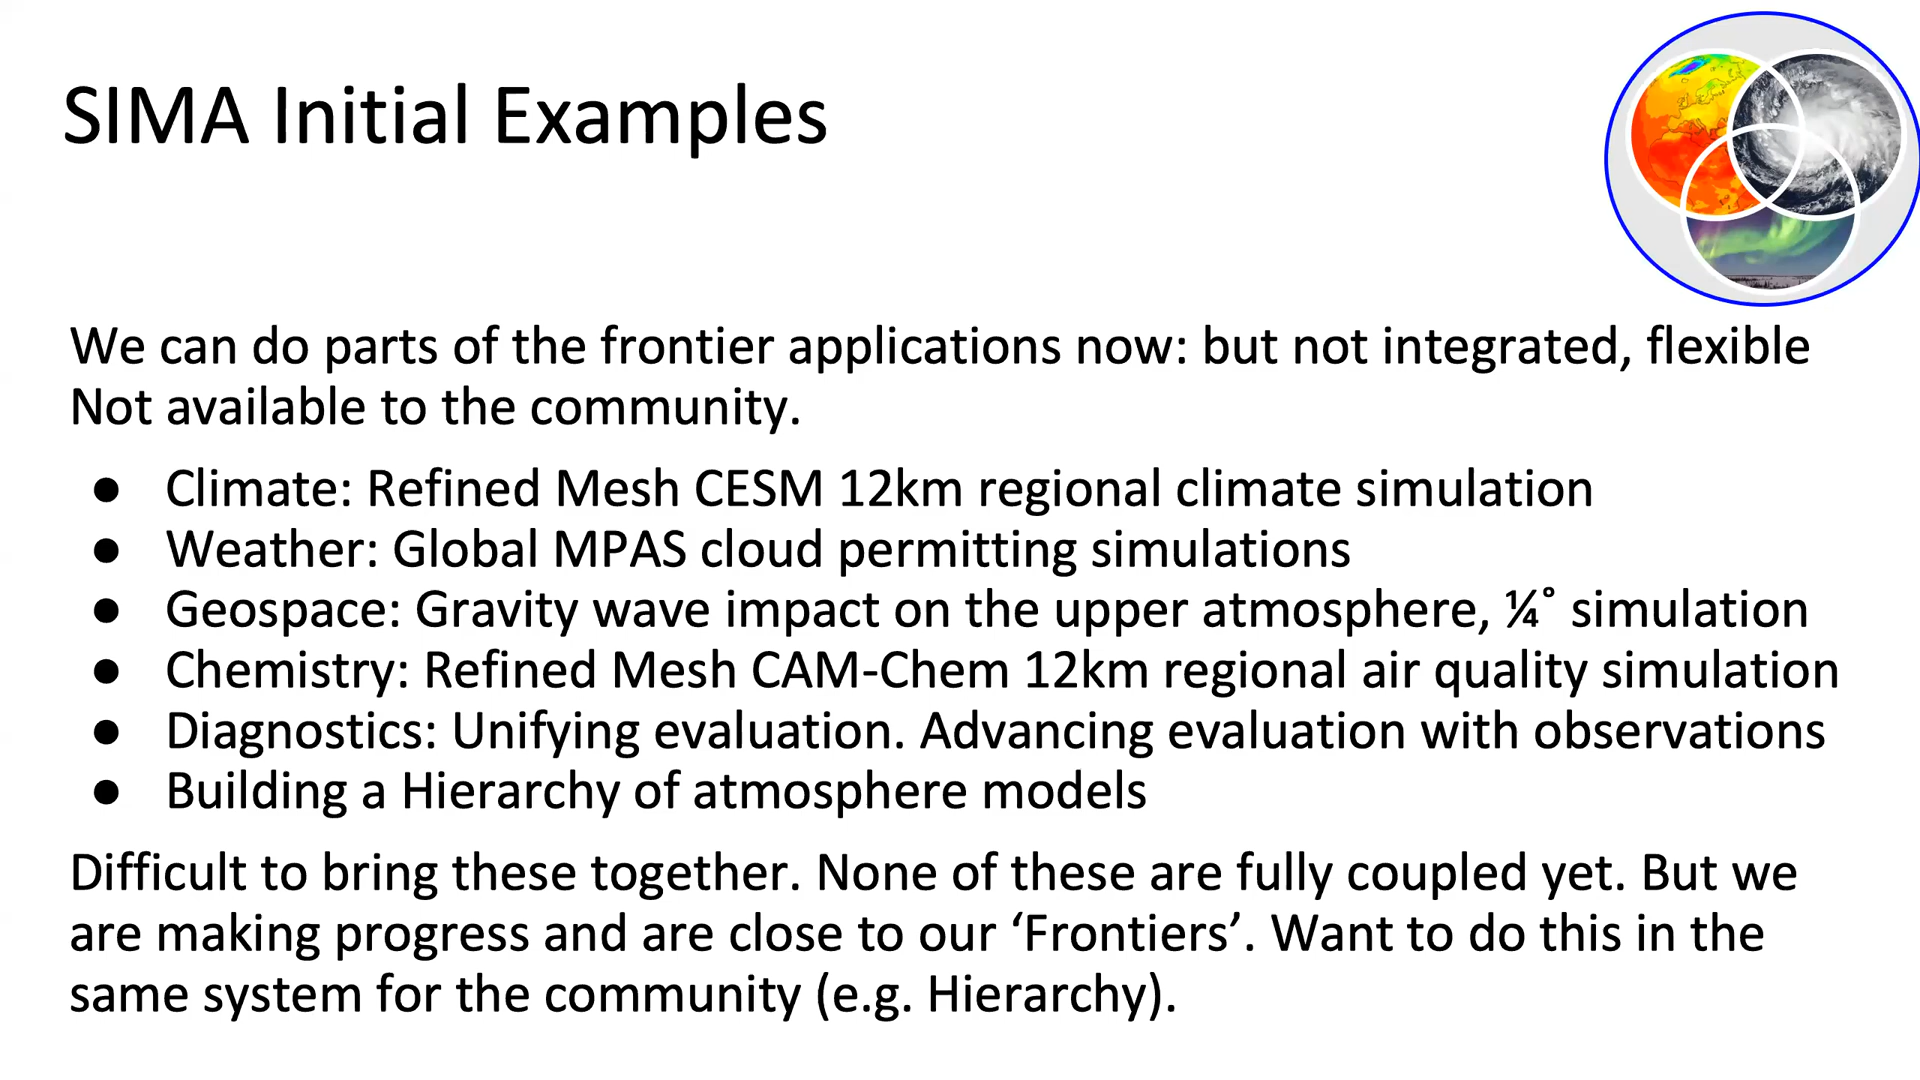 SIMA Initial Examples
We can do parts of the frontier applications now: but not integrated, flexible
Not available to the community.
● Climate: Refined Mesh CESM 12km regional climate simulation
● Weather: Global MPAS cloud permitting simulations
● Geospace: Gravity wave impact on the upper atmosphere, ¼˚ simulation
● Chemistry: Refined Mesh CAM-Chem 12km regional air quality simulation
● Diagnostics: Unifying evaluation. Advancing evaluation with observations
● Building a Hierarchy of atmosphere models
Difficult to bring these together. None of these are fully coupled yet. But we
are making progress and are close to our ‘Frontiers’. Want to do this in the
same system for the community (e.g. Hierarchy).